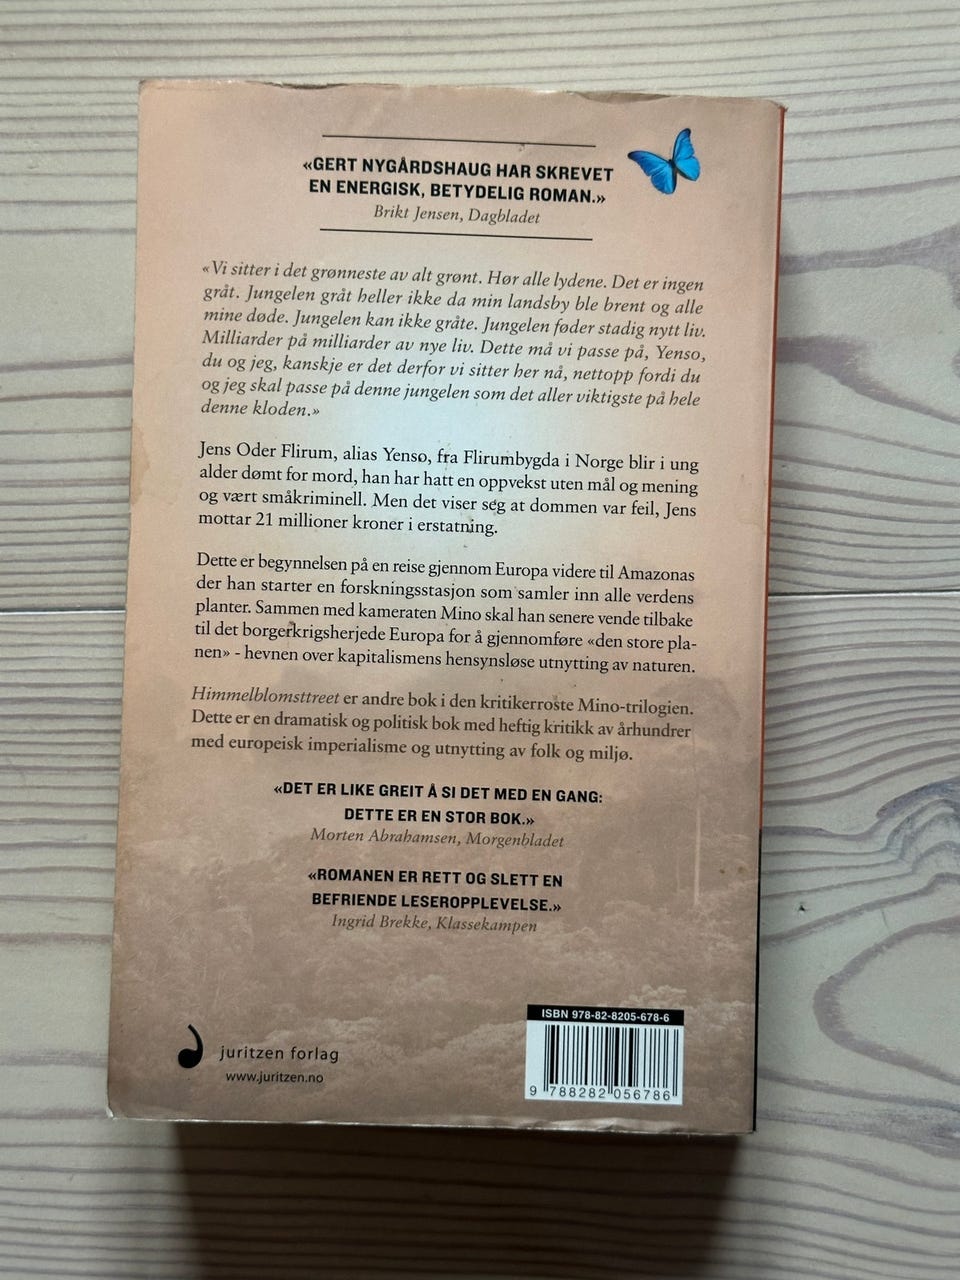 «GERT NYGÅRDSHAUG HAR SKREVET
EN ENERGISK, BETYDELIG ROMAN.»
Brikt Jensen, Dagbladet
«Vi sitter i det grønneste av alt grønt. Hør alle lydene. Det er ingen
gråt. Jungelen gråt heller ikke da min landsby ble brent og alle
mine døde. Jungelen kan ikke gråte. Jungelen føder stadig nytt liv.
Milliarder på milliarder av nye liv. Dette må vi passe på, Yenso,
du og jeg, kanskje er det derfor vi sitter her nå, nettopp fordi du
og jeg skal passe på denne jungelen som det aller viktigste på hele
denne kloden.»
Jens Oder Flirum, alias Yenso, fra Flirumbygda i Norge blir i ung
alder dømt for mord, han har hatt en oppvekst uten mål og mening
og vært småkriminell. Men det viser seg at dommen var feil, Jens
mottar 21 millioner kroner i erstatning.
Dette er begynnelsen på en reise gjennom Europa videre til Amazonas
der han starter en forskningsstasjon som samler inn alle verdens
planter. Sammen med kameraten Mino skal han senere vende tilbake
til det borgerkrigsherjede Europa for å gjennomføre «den store pla-
nen» - hevnen over kapitalismens hensynsløse utnytting av naturen.
Himmelblomsttreet er andre bok i den kritikerroste Mino-trilogien.
Dette er en dramatisk og politisk bok med heftig kritikk av århundrer
med europeisk imperialisme og utnytting av folk og miljø.
«DET ER LIKE GREIT Å SI DET MED EN GANG:
DETTE ER EN STOR BOK.»
Morten Abrahamsen, Morgenbladet
«ROMANEN ER RETT OG SLETT EN
BEFRIENDE LESEROPPLEVELSE.»
Ingrid Brekke, Klassekampen
ISBN 978-82-8205-678-6
9 788282 056786
juritzen forlag
www.juritzen.no